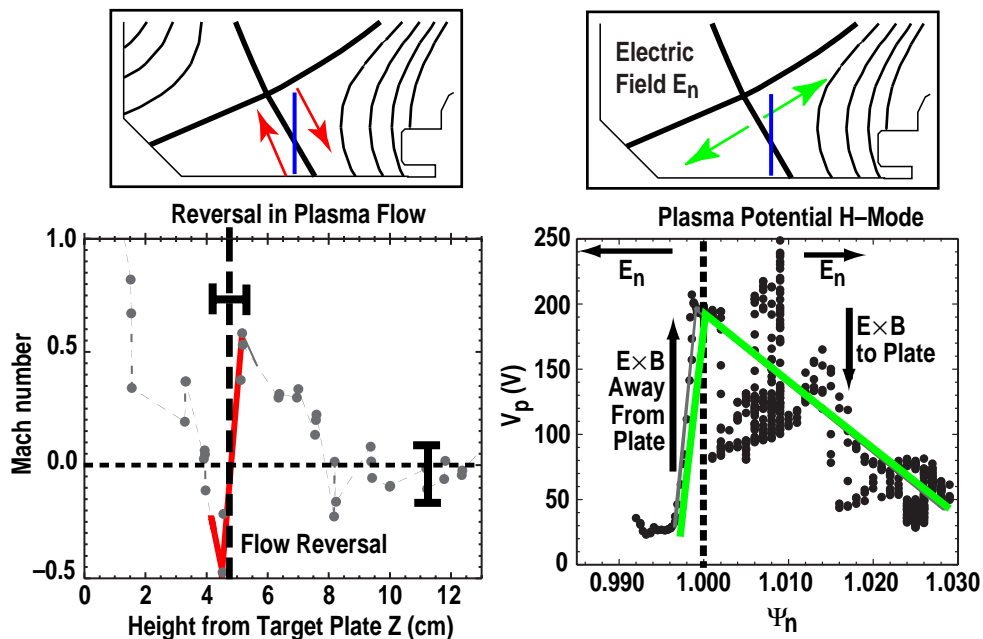 Electric
Field En
Reversal in Plasma Flow
1.0
0.5
0.0
–0.5
Mach number
Flow Reversal
0 2 4 6 8 10 12
Height from Target Plate Z (cm)
Plasma Potential H–Mode
250
200
150
100
50
0
Vp (V)
En
En
E×B
Away
From
Plate
E×B
to Plate
0.990 1.000 1.010 1.020 1.030
Ψn